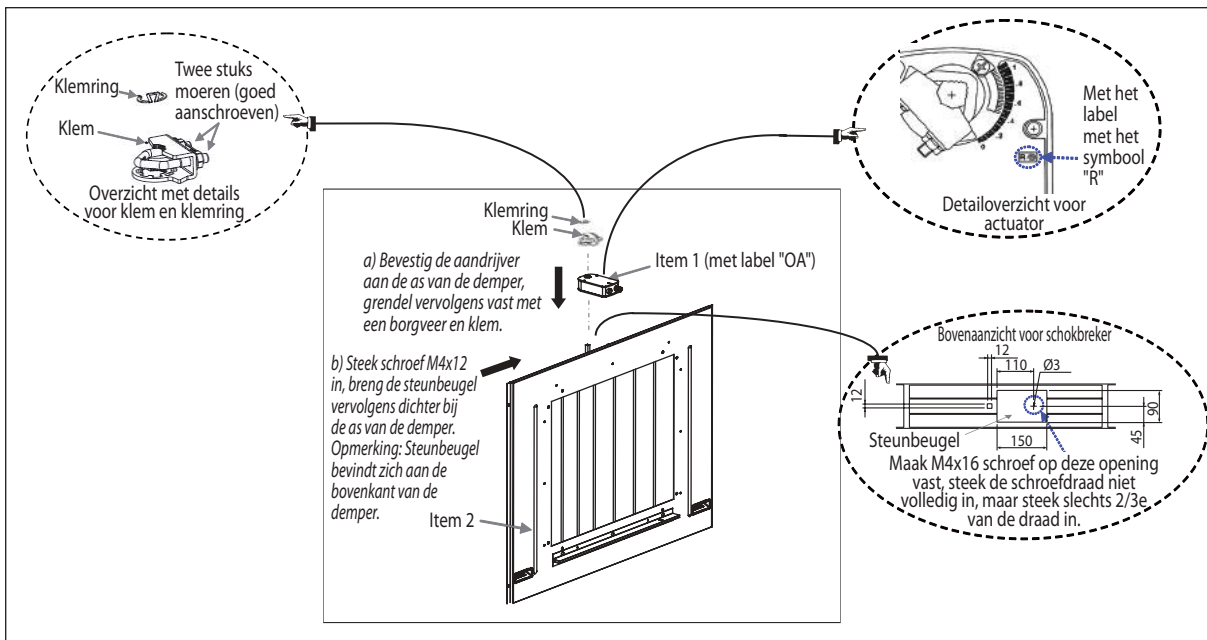 Klemring
Twee stuks
moeren (goed
aanschroeven)
Klem
Overzicht met details
voor klem en klemring
Met het
label
met het
symbool
"R"
Detailoverzicht voor
actuator
Klemring
Klem
Item 1 (met label "OA")
a) Bevestig de aandrijver
aan de as van de demper,
grendel vervolgens vast met
een borgveer en klem.
b) Steek schroef M4x12
in, breng de steunbeugel
vervolgens dichter bij
de as van de demper.
Opmerking: Steunbeugel
bevindt zich aan de
bovenkant van de
demper.
Item 2
Bovenaanzicht voor schokbreker
12
110
Ø3
12
90
45
Steunbeugel
150
Maak M4x16 schroef op deze opening
vast, steek de schroefdraad niet
volledig in, maar steek slechts 2/3e
van de draad in.